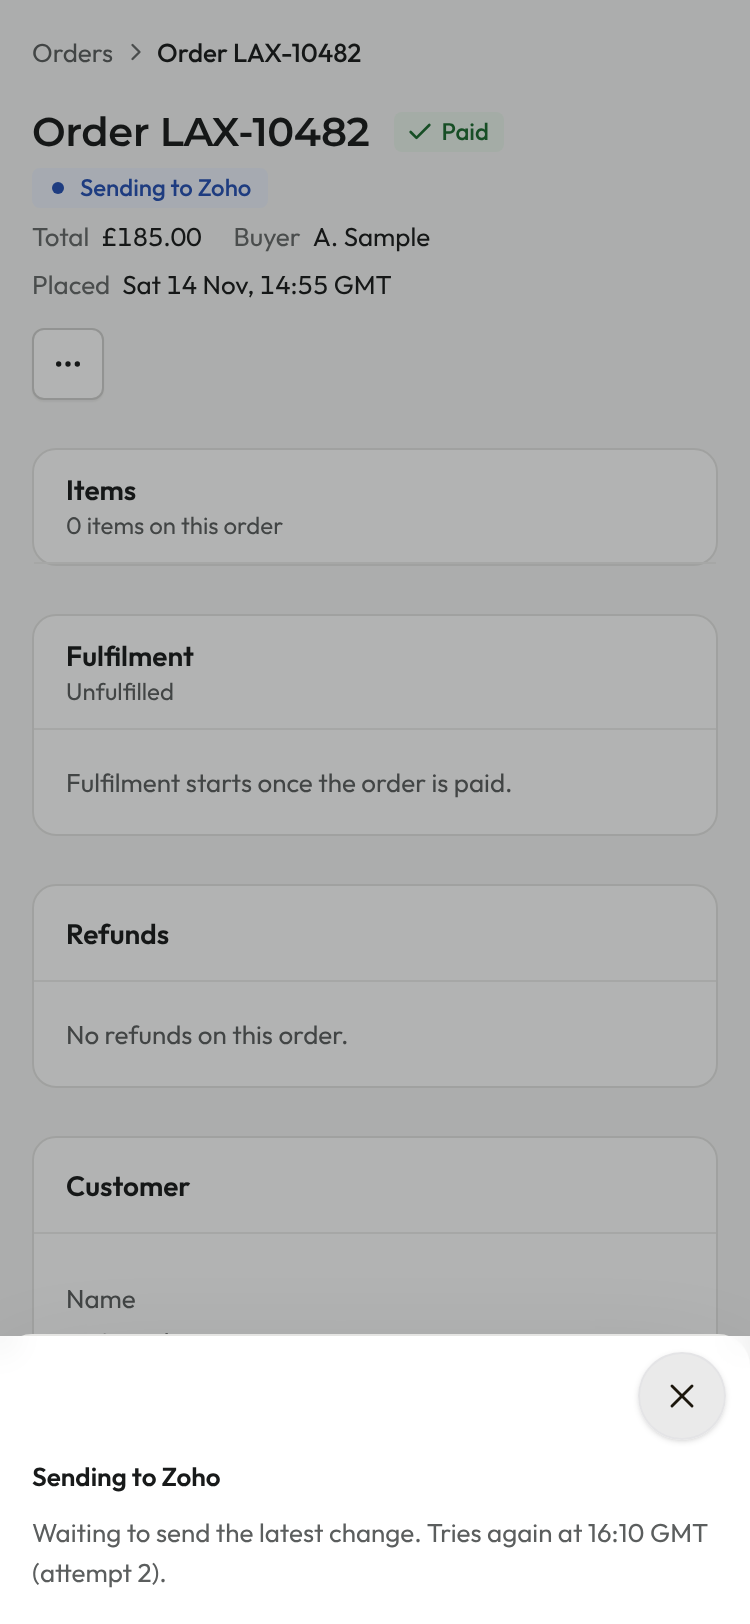 Orders > Order LAX-10482
Order LAX-10482 Paid
Sending to Zoho
Total £185.00 Buyer A. Sample
Placed Sat 14 Nov, 14:55 GMT
Items
0 items on this order
Fulfilment
Unfulfilled
Fulfilment starts once the order is paid.
Refunds
No refunds on this order.
Customer
Name
Sending to Zoho
Waiting to send the latest change. Tries again at 16:10 GMT
(attempt 2).